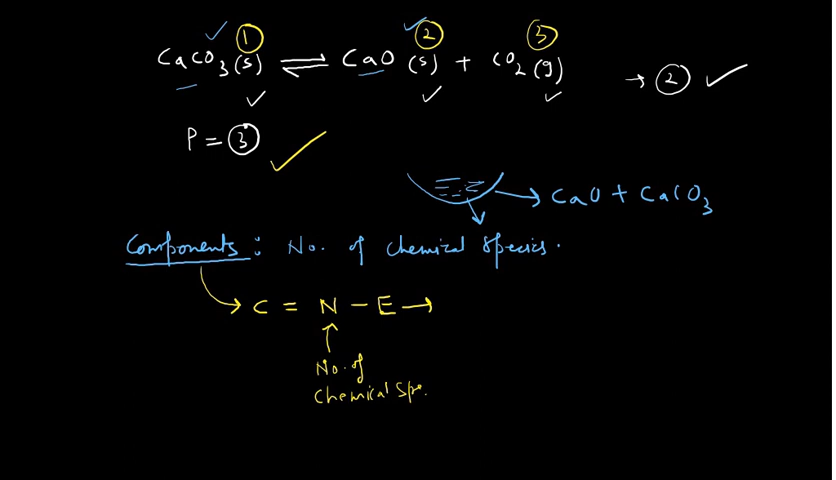 1 2 3
CaCO3(s) ⇌ CaO (s) + CO2(g) → 2 ✓
P = 3 ✓
→ CaO + CaCO3
Components : No. of Chemical Species.
C = N - E →
No. of
Chemical Spe.